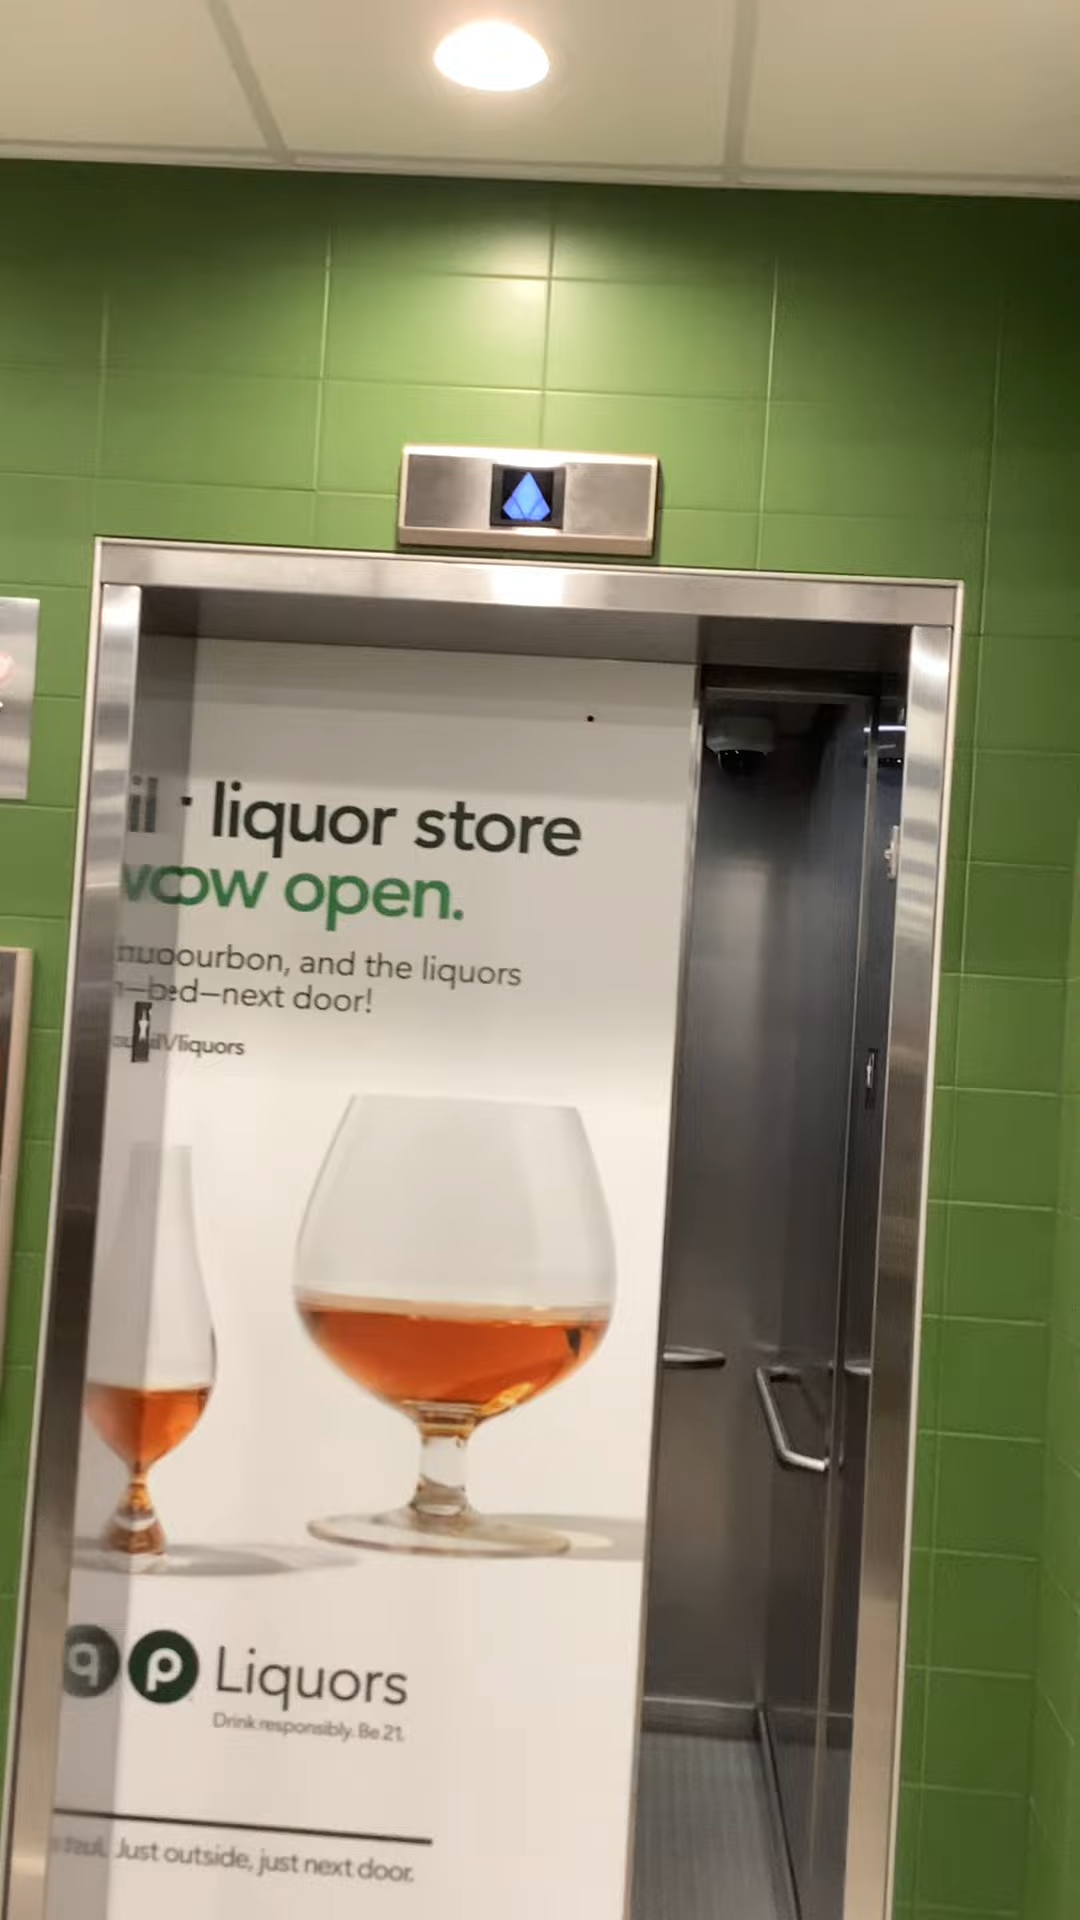 liquor store
open.
and the liquors
next door!
liquors
p Liquors
Drink responsibly. Be 21.
Just outside, just next door.